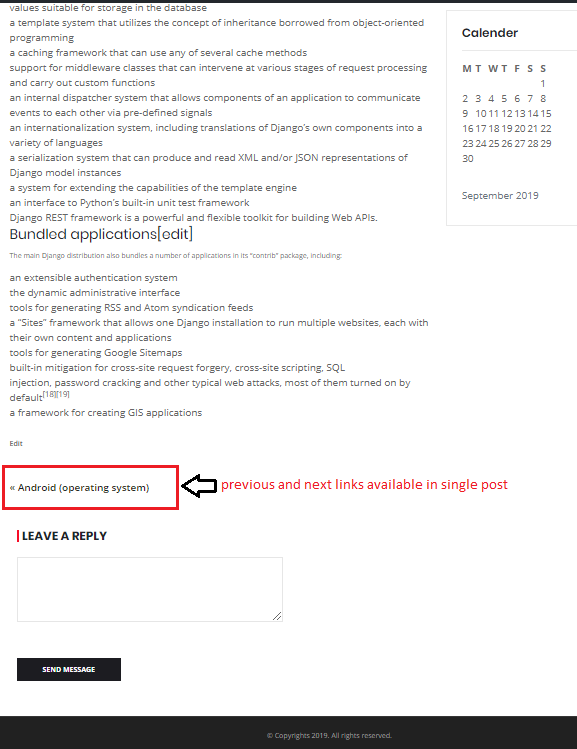 values suitable for storage in the database
a template system that utilizes the concept of inheritance borrowed from object-oriented
programming
a caching framework that can use any of several cache methods
support for middleware classes that can intervene at various stages of request processing
and carry out custom functions
an internal dispatcher system that allows components of an application to communicate
events to each other via pre-defined signals
an internationalization system, including translations of Django’s own components into a
variety of languages
a serialization system that can produce and read XML and/or JSON representations of
Django model instances
a system for extending the capabilities of the template engine
an interface to Python’s built-in unit test framework
Django REST framework is a powerful and flexible toolkit for building Web APIs.
Bundled applications[edit]
The main Django distribution also bundles a number of applications in its “contrib” package, including:
an extensible authentication system
the dynamic administrative interface
tools for generating RSS and Atom syndication feeds
a “Sites” framework that allows one Django installation to run multiple websites, each with
their own content and applications
tools for generating Google Sitemaps
built-in mitigation for cross-site request forgery, cross-site scripting, SQL
injection, password cracking and other typical web attacks, most of them turned on by
default[18][19]
a framework for creating GIS applications
Edit
« Android (operating system)
previous and next links available in single post
LEAVE A REPLY
SEND MESSAGE
Calender
M T W T F S S
1
2 3 4 5 6 7 8
9 10 11 12 13 14 15
16 17 18 19 20 21 22
23 24 25 26 27 28 29
30
September 2019
© Copyrights 2019. All rights reserved.